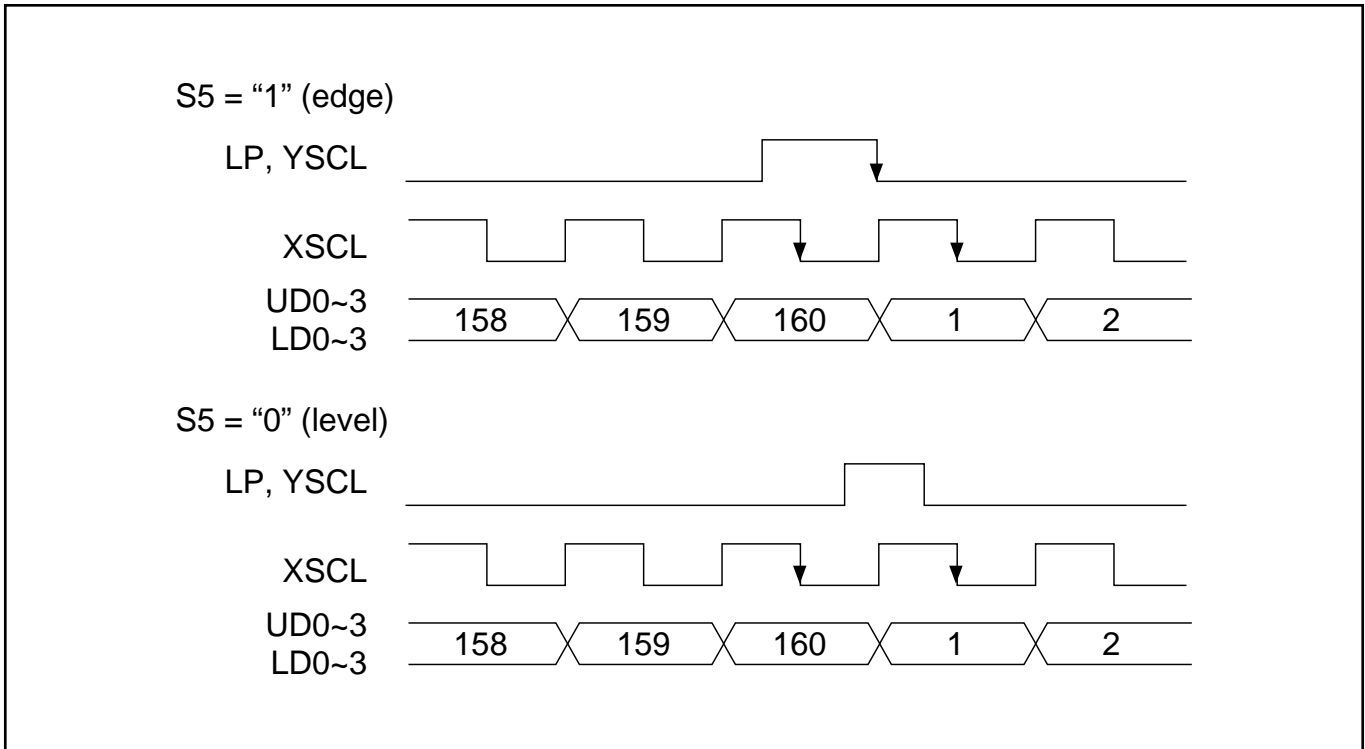 S5 = “1” (edge)
LP, YSCL
XSCL
UD0~3
LD0~3
158 159 160 1 2
S5 = “0” (level)
LP, YSCL
XSCL
UD0~3
LD0~3
158 159 160 1 2